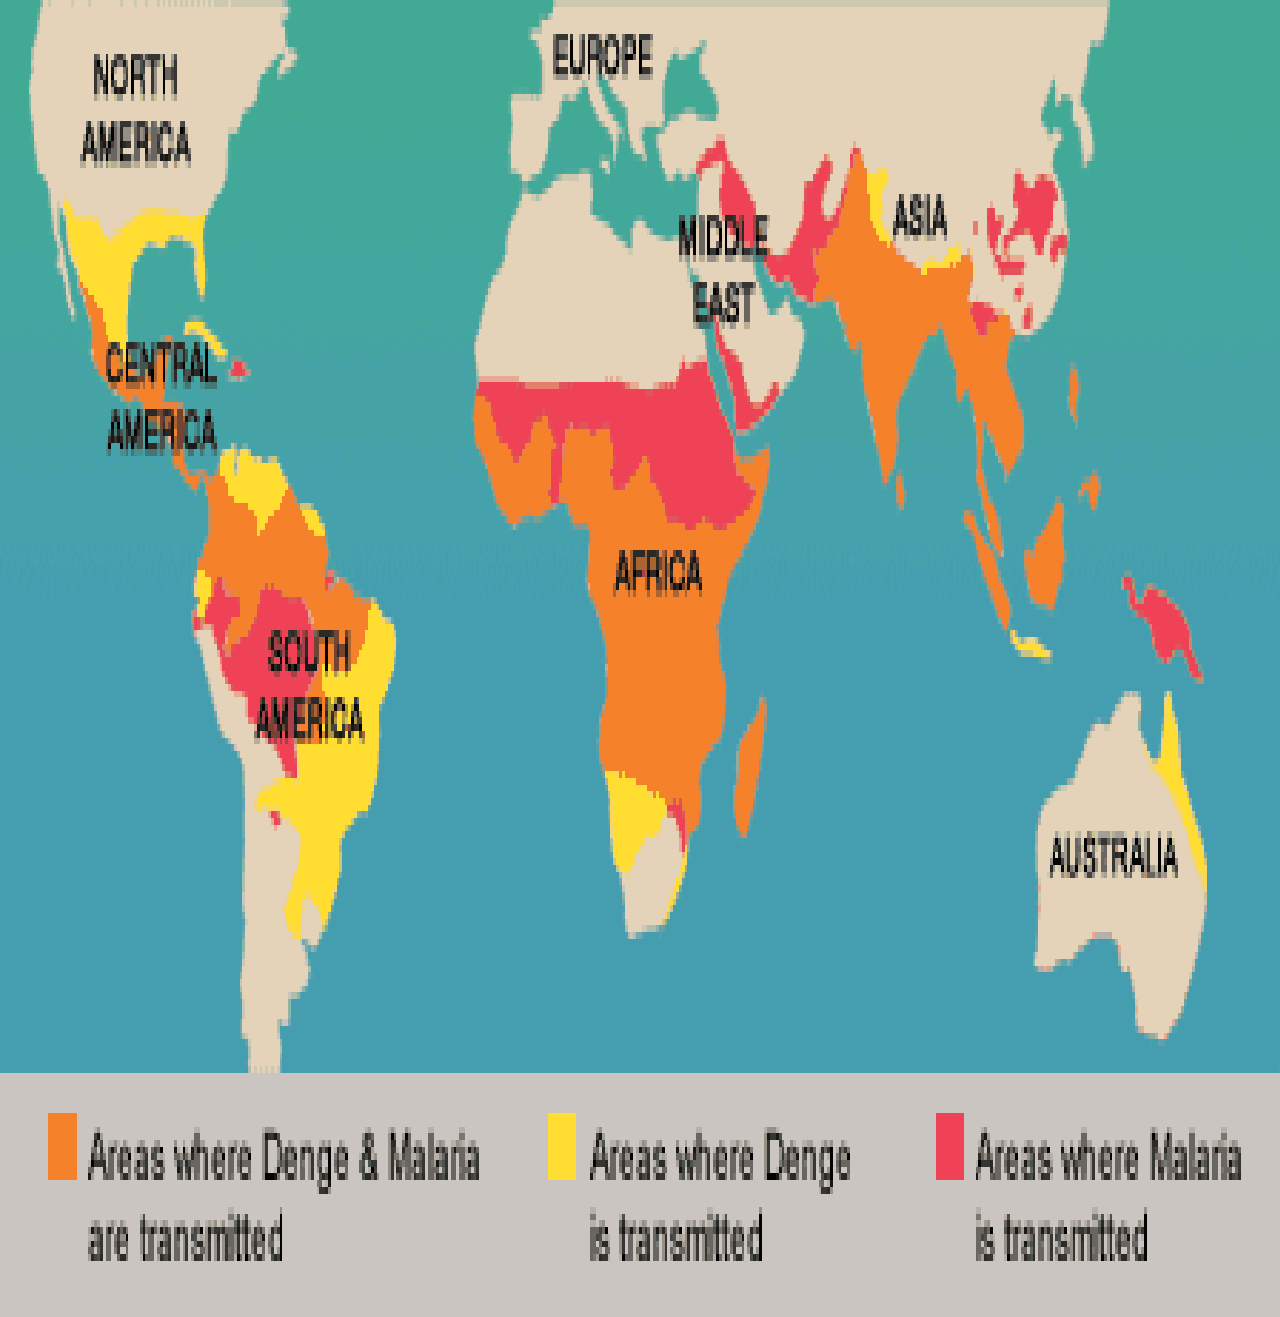 NORTH
AMERICA
EUROPE
ASIA
MIDDLE
EAST
CENTRAL
AMERICA
AFRICA
SOUTH
AMERICA
AUSTRALIA
Areas where Denge & Malaria
are transmitted
Areas where Denge
is transmitted
Areas where Malaria
is transmitted